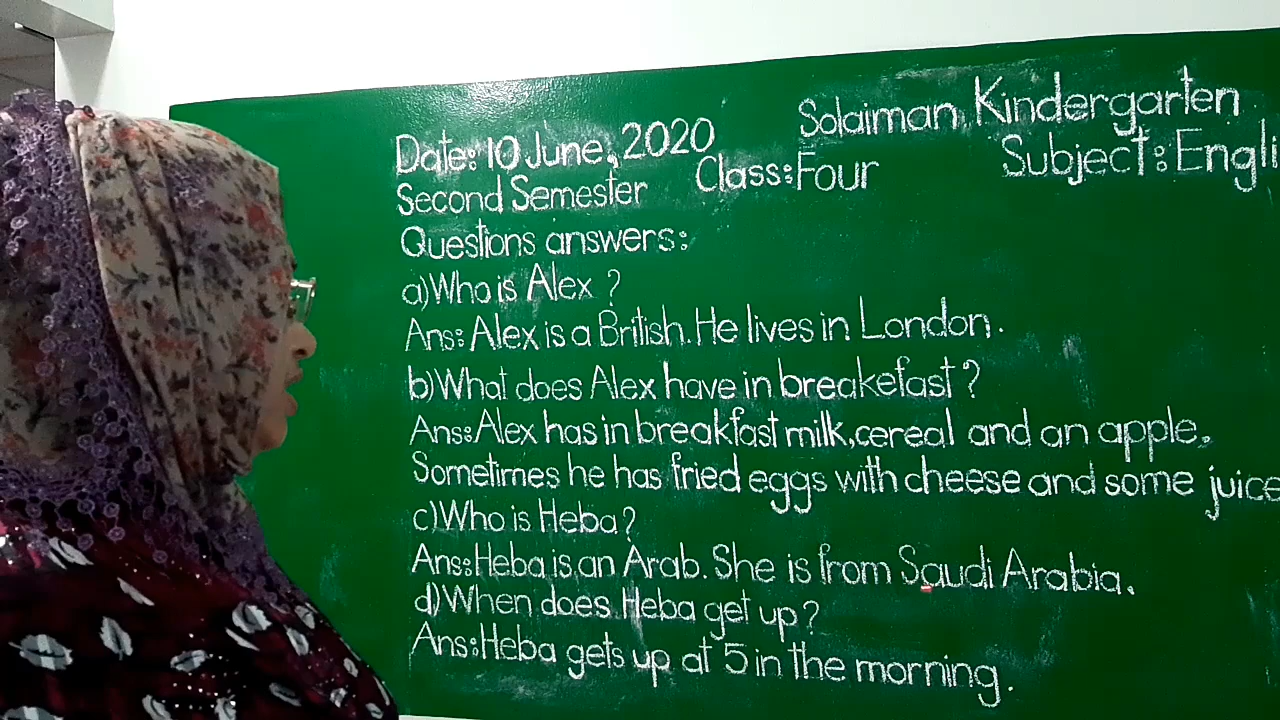 Solaiman Kindergarten
Date: 10 June, 2020
Class: Four
Subject: Engli
Second Semester
Questions answers:
a) Who is Alex ?
Ans: Alex is a British. He lives in London.
b) What does Alex have in breakefast ?
Ans: Alex has in breakfast milk, cereal and an apple.
Sometimes he has fried eggs with cheese and some juice
c) Who is Heba ?
Ans: Heba is an Arab. She is from Saudi Arabia.
d) When does Heba get up ?
Ans: Heba gets up at 5 in the morning.